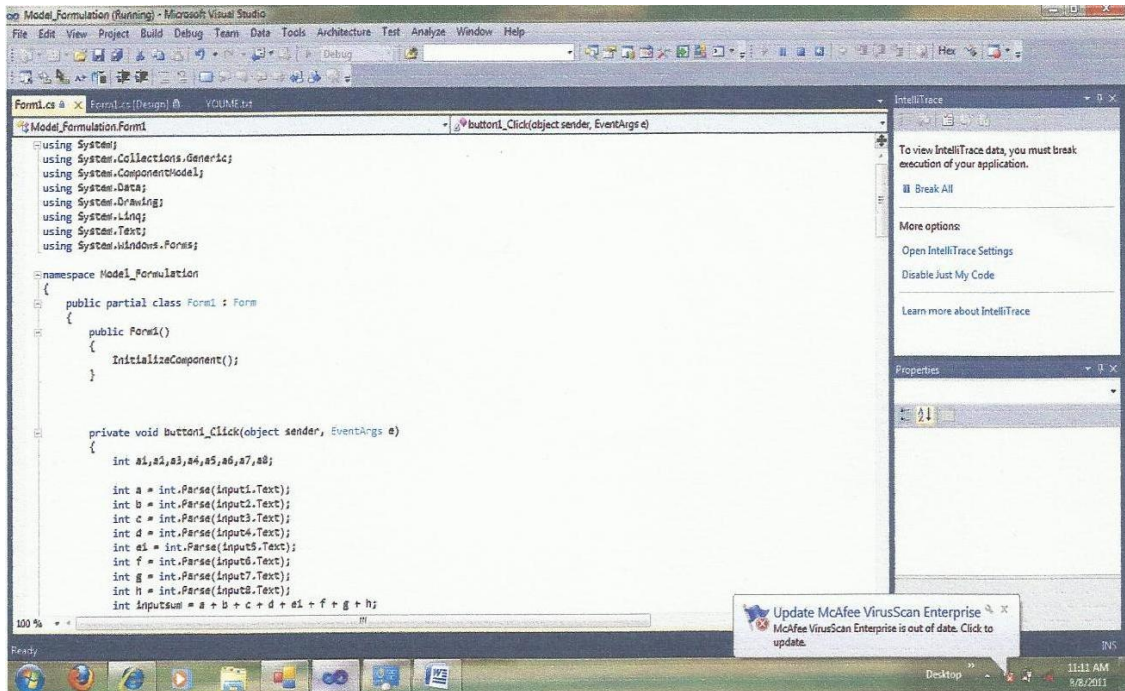 Model_Formulation (Running) - Microsoft Visual Studio
File Edit View Project Build Debug Team Data Tools Architecture Test Analyze Window Help
Debug
Hex
Form1.cs Form1.cs [Design] YOUME.txt
Model_Formulation.Form1
button1_Click(object sender, EventArgs e)
using System;
using System.Collections.Generic;
using System.ComponentModel;
using System.Data;
using System.Drawing;
using System.Linq;
using System.Text;
using System.Windows.Forms;
namespace Model_Formulation
{
public partial class Form1 : Form
{
public Form1()
{
InitializeComponent();
}
private void button1_Click(object sender, EventArgs e)
{
int a1,a2,a3,a4,a5,a6,a7,a8;
int a = int.Parse(input1.Text);
int b = int.Parse(input2.Text);
int c = int.Parse(input3.Text);
int d = int.Parse(input4.Text);
int e1 = int.Parse(input5.Text);
int f = int.Parse(input6.Text);
int g = int.Parse(input7.Text);
int h = int.Parse(input8.Text);
int inputsum = a + b + c + d + e1 + f + g + h;
100 %
IntelliTrace
To view IntelliTrace data, you must break
execution of your application.
Break All
More options:
Open IntelliTrace Settings
Disable Just My Code
Learn more about IntelliTrace
Properties
Update McAfee VirusScan Enterprise
McAfee VirusScan Enterprise is out of date. Click to
update.
Ready
INS
Desktop
11:11 AM
9/8/2011